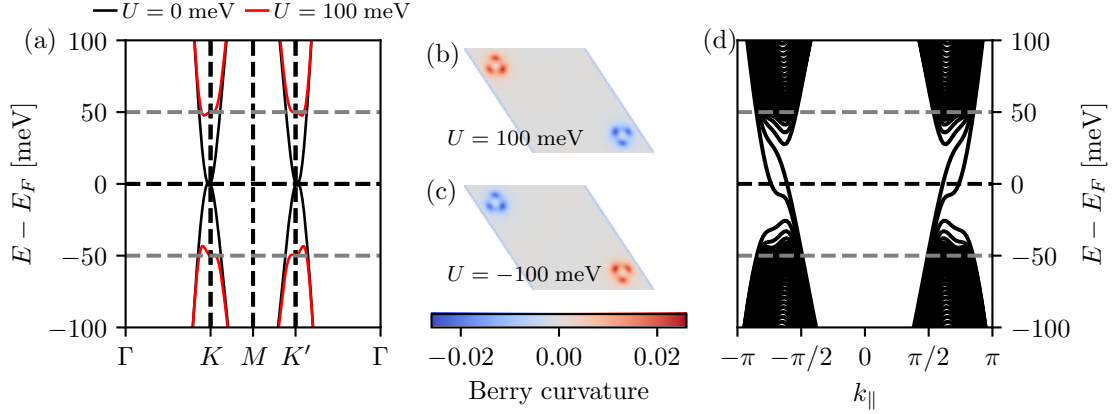 U = 0 meV U = 100 meV
(a)
100
50
0
−50
−100
E − E_F [meV]
Γ K M K′ Γ
(b)
U = 100 meV
(c)
U = −100 meV
−0.02 0.00 0.02
Berry curvature
(d)
100
50
0
−50
−100
E − E_F [meV]
−π −π/2 0 π/2 π
k_∥